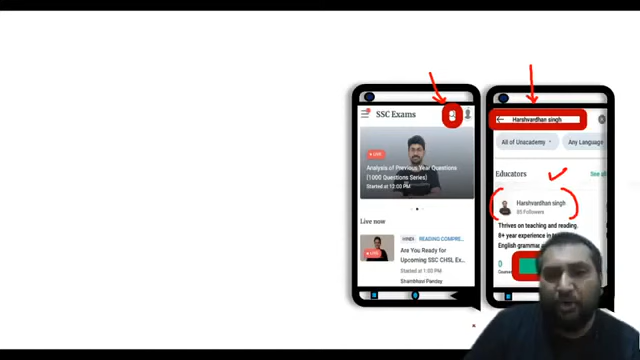 SSC Exams
LIVE
Analysis of Previous Year Questions
(1000 Questions Series)
Started at 12:00 PM
Live now
LIVE
HINDI READING COMPRE...
Are You Ready for
Upcoming SSC CHSL Ex...
Started at 1:00 PM
Shambhavi Pandey
Harshvardhan singh
All of Unacademy
Any Language
Educators
See all
Harshvardhan singh
85 Followers
Thrives on teaching and reading.
8+ year experience in
English grammar
0